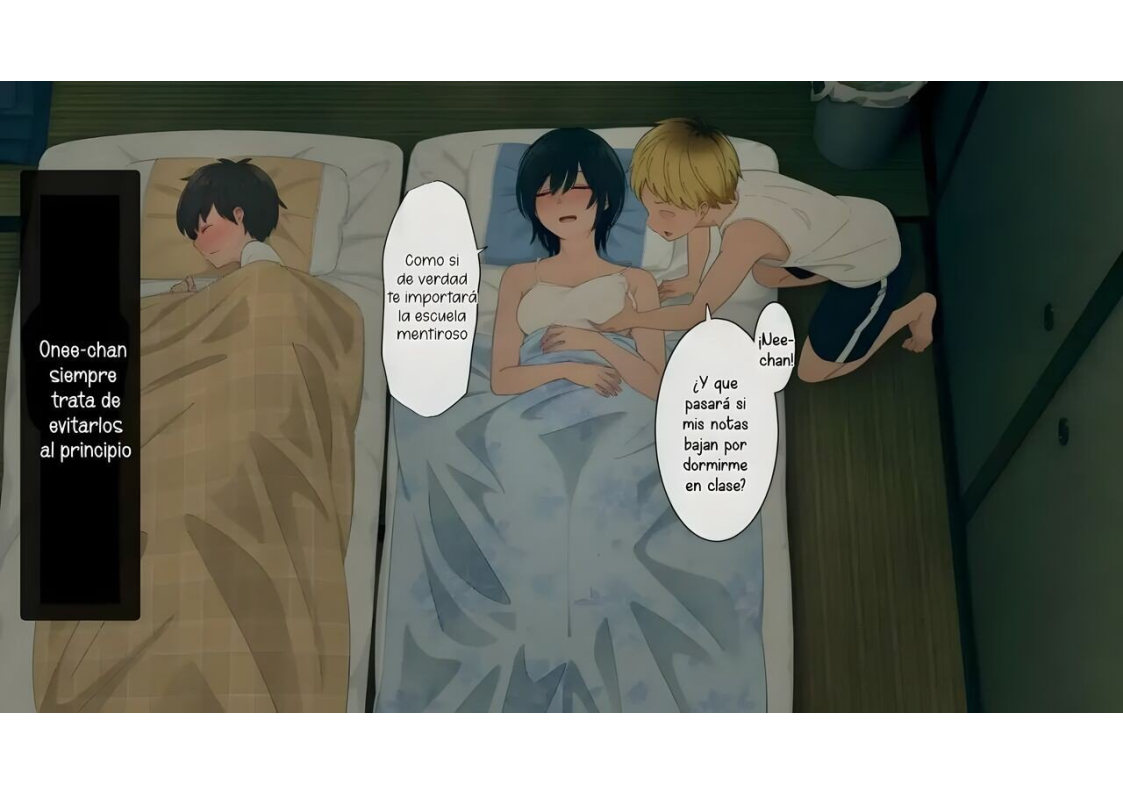 Onee-chan
siempre
trata de
evitarlos
al principio
Como si
de verdad
te importará
la escuela
mentiroso
¡Nee-
chan!
¿Y que
pasará si
mis notas
bajan por
dormirme
en clase?